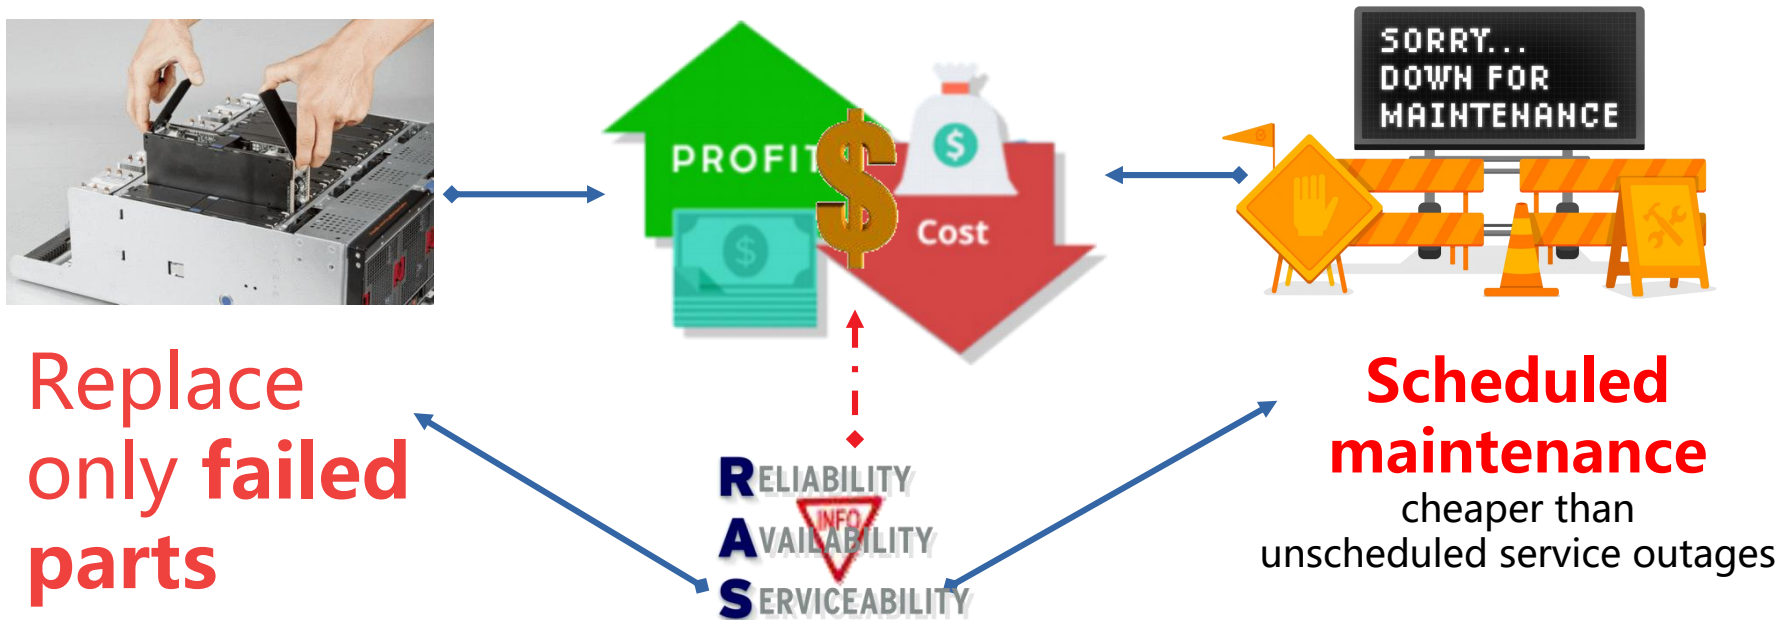 SORRY...
DOWN FOR
MAINTENANCE
PROFIT
$
$
$
Cost
Replace
only failed
parts
Scheduled
maintenance
cheaper than
unscheduled service outages
RELIABILITY
INFO
AVAILABILITY
SERVICEABILITY